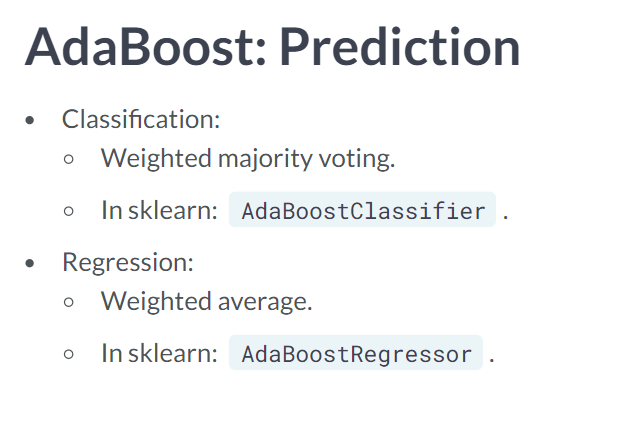 AdaBoost: Prediction
• Classification:
○ Weighted majority voting.
○ In sklearn: AdaBoostClassifier .
• Regression:
○ Weighted average.
○ In sklearn: AdaBoostRegressor .